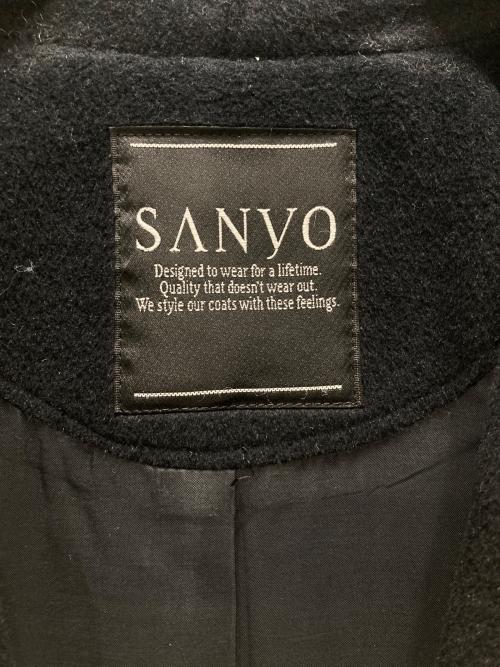 SANYO
Designed to wear for a lifetime.
Quality that doesn't wear out.
We style our coats with these feelings.